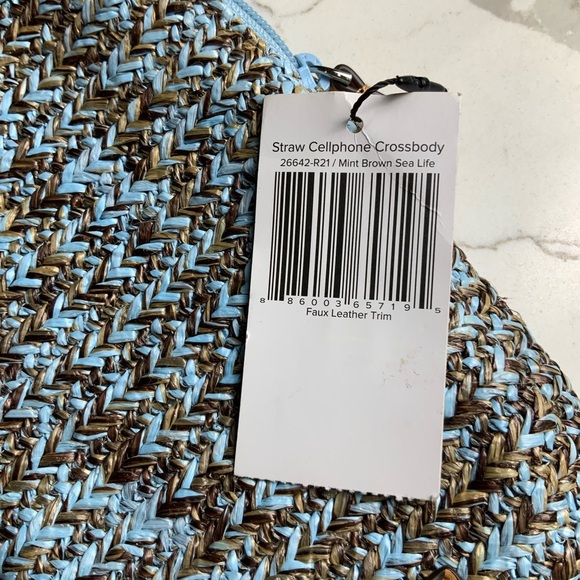 Straw Cellphone Crossbody
26642-R21 / Mint Brown Sea Life
8 86003 65719 5
Faux Leather Trim